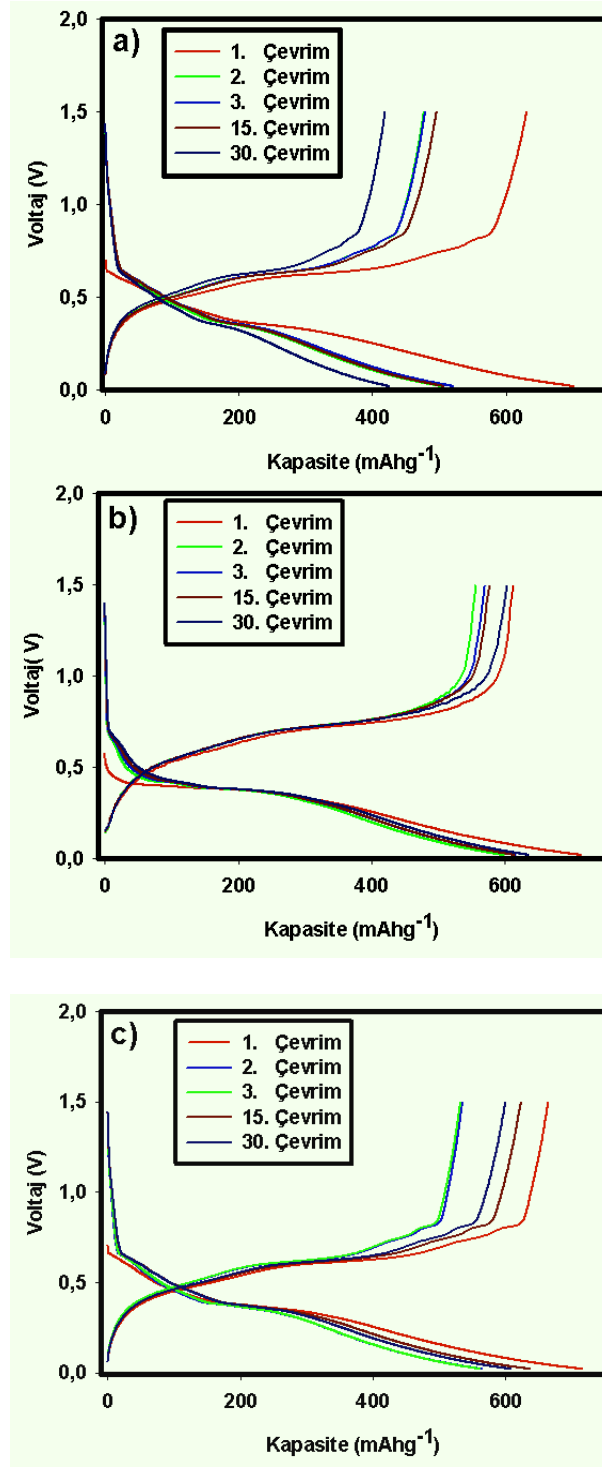 a)
1. Çevrim
2. Çevrim
3. Çevrim
15. Çevrim
30. Çevrim
Voltaj (V)
2,0
1,5
1,0
0,5
0,0
0 200 400 600
Kapasite (mAhg⁻¹)
b)
1. Çevrim
2. Çevrim
3. Çevrim
15. Çevrim
30. Çevrim
Voltaj( V)
2,0
1,5
1,0
0,5
0,0
0 200 400 600
Kapasite (mAhg⁻¹)
c)
1. Çevrim
2. Çevrim
3. Çevrim
15. Çevrim
30. Çevrim
Voltaj (V)
2,0
1,5
1,0
0,5
0,0
0 200 400 600
Kapasite (mAhg⁻¹)